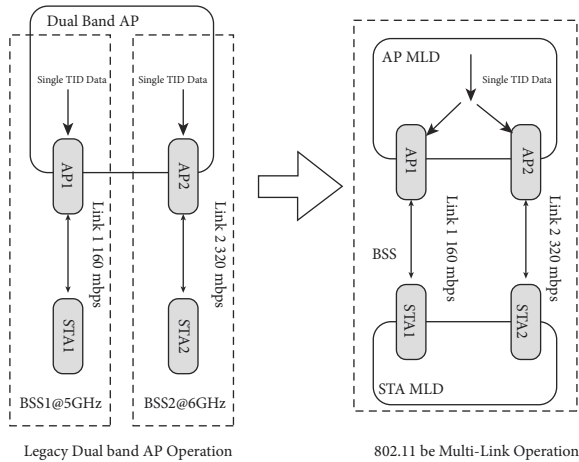 Dual Band AP
Single TID Data
Single TID Data
AP1
AP2
Link 1 160 mbps
Link 2 320 mbps
STA1
STA2
BSS1@5GHz
BSS2@6GHz
Legacy Dual band AP Operation
AP MLD
Single TID Data
AP1
AP2
BSS
Link 1 160 mbps
Link 2 320 mbps
STA1
STA2
STA MLD
802.11 be Multi-Link Operation